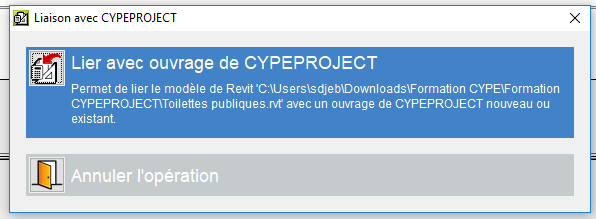 Liaison avec CYPEPROJECT
Lier avec ouvrage de CYPEPROJECT
Permet de lier le modèle de Revit 'C:\Users\sdjeb\Downloads\Formation CYPE\Formation
CYPEPROJECT\Toilettes publiques.rvt' avec un ouvrage de CYPEPROJECT nouveau ou
existant.
Annuler l'opération